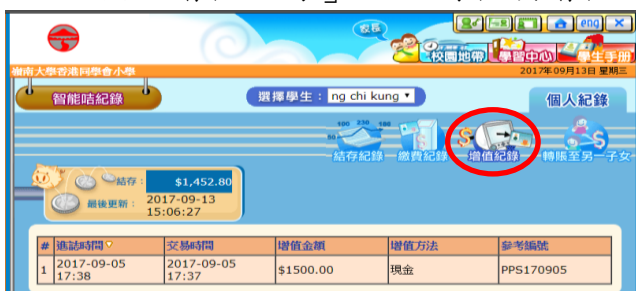 家長
eng
校園地帶 學習中心 學生手册
嶺南大學香港同學會小學
2017年09月13日 星期三
智能咭紀錄
選擇學生： ng chi kung
個人紀錄
結存紀錄 繳費紀錄 增值紀錄 轉賬至另一子女
結存： $1,452.80
最後更新： 2017-09-13
15:06:27
# 進誌時間 交易時間 增值金額 增值方法 參考編號
1 2017-09-05 17:38 2017-09-05 17:37 $1500.00 現金 PPS170905